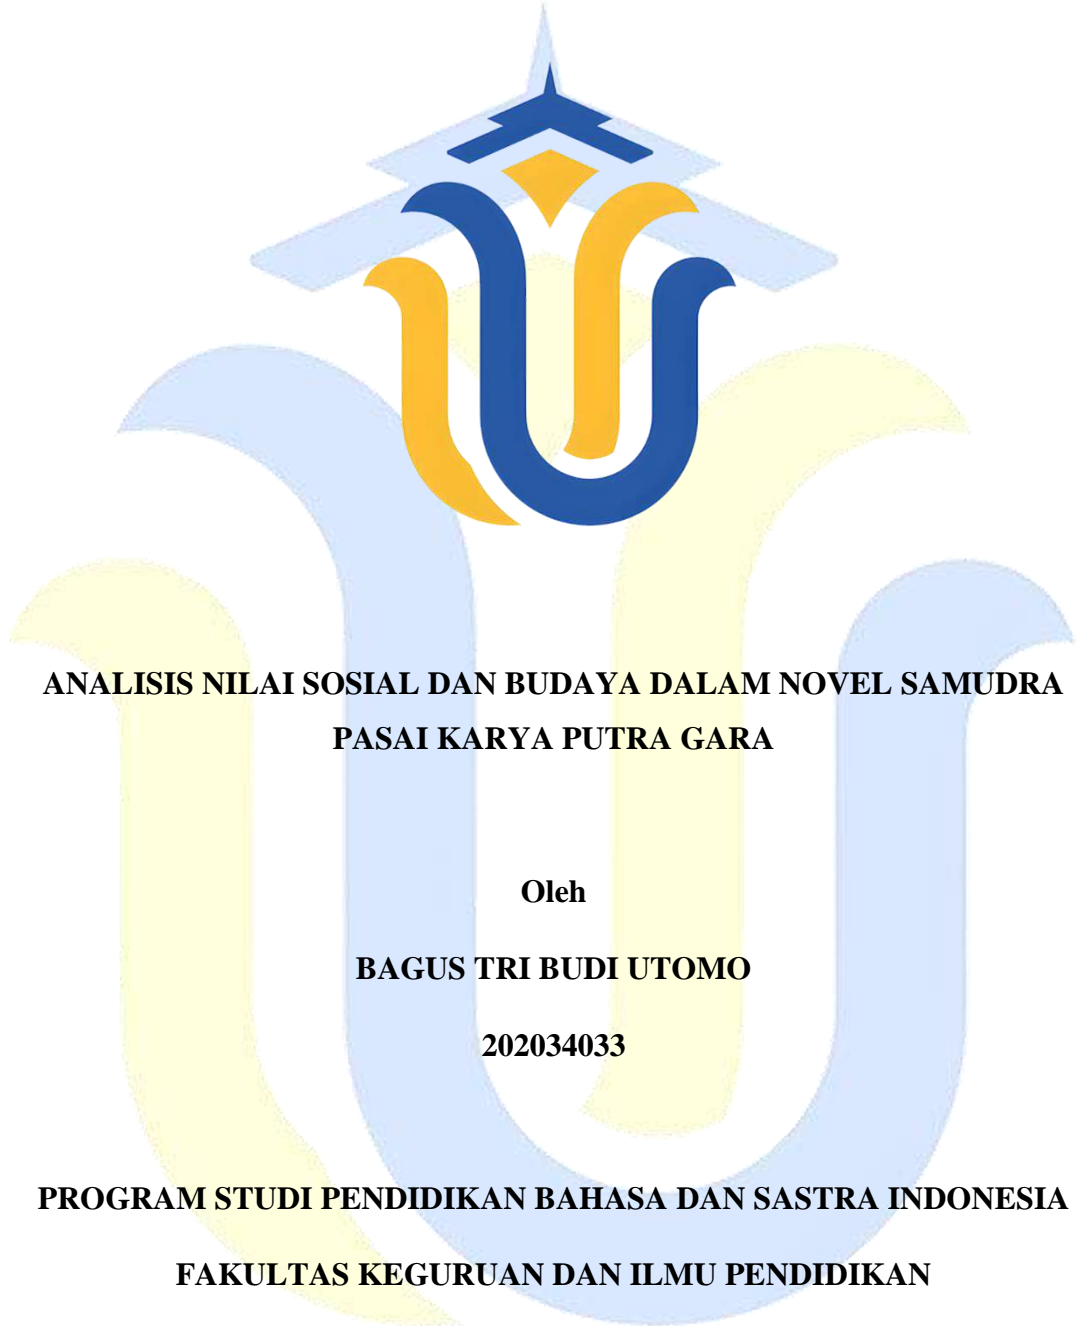 ANALISIS NILAI SOSIAL DAN BUDAYA DALAM NOVEL SAMUDRA
PASAI KARYA PUTRA GARA
Oleh
BAGUS TRI BUDI UTOMO
202034033
PROGRAM STUDI PENDIDIKAN BAHASA DAN SASTRA INDONESIA
FAKULTAS KEGURUAN DAN ILMU PENDIDIKAN